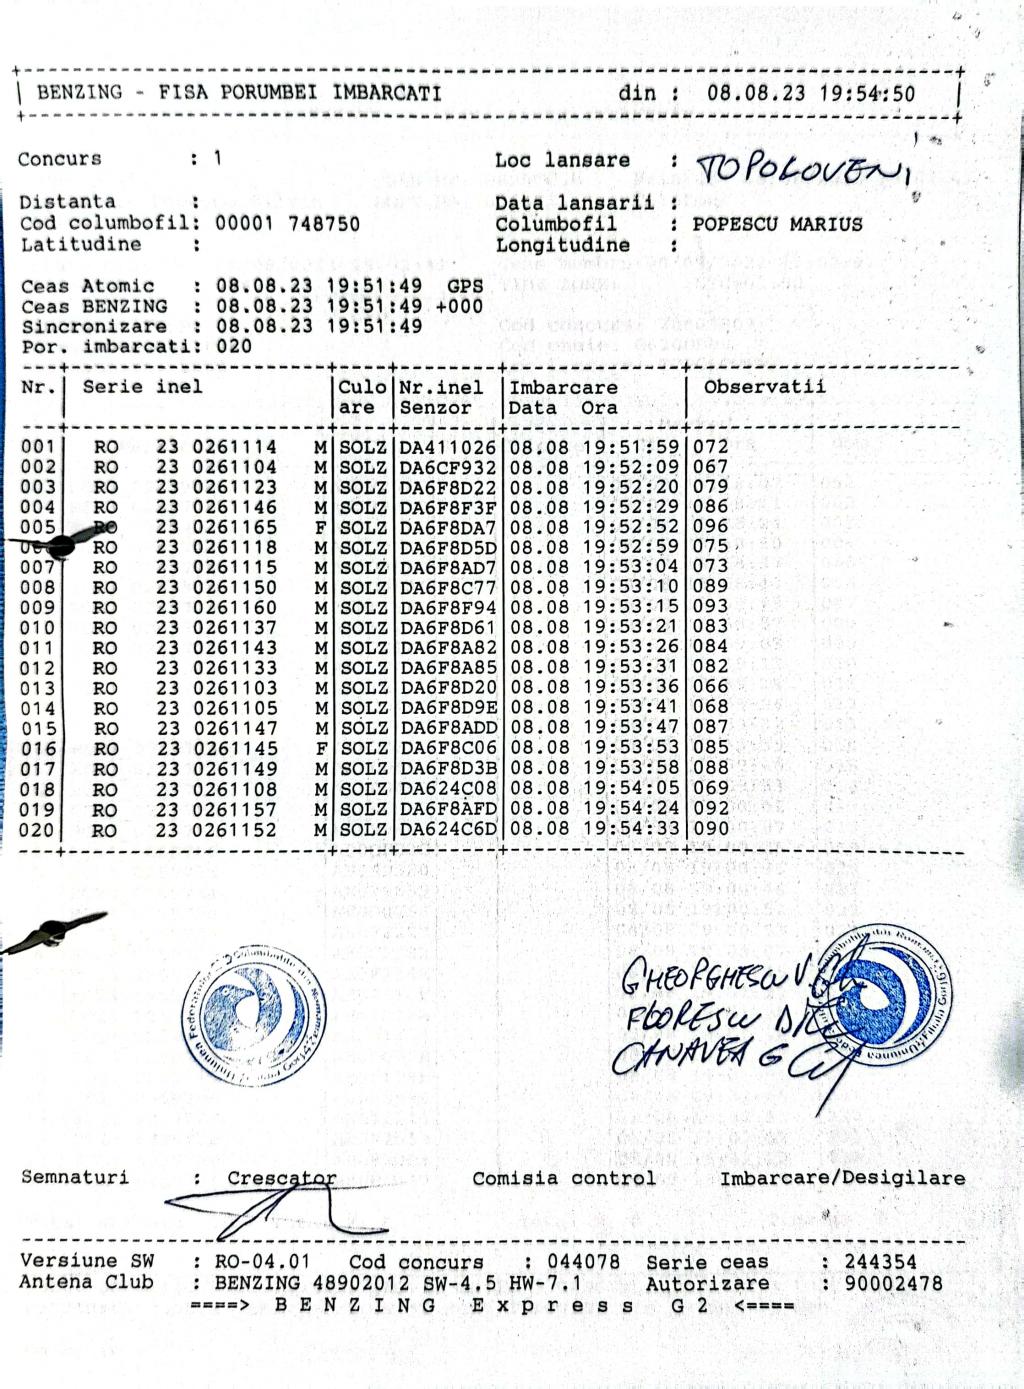 BENZING - FISA PORUMBEI IMBARCATI din : 08.08.23 19:54:50
Concurs : 1 Loc lansare : TOPOLOVENI
Distanta : Data lansarii :
Cod columbofil: 00001 748750 Columbofil : POPESCU MARIUS
Latitudine : Longitudine :
Ceas Atomic : 08.08.23 19:51:49 GPS
Ceas BENZING : 08.08.23 19:51:49 +000
Sincronizare : 08.08.23 19:51:49
Por. imbarcati: 020
Nr. Serie inel Culo Nr.inel Imbarcare Observatii
are Senzor Data Ora
001 RO 23 0261114 M SOLZ DA411026 08.08 19:51:59 072
002 RO 23 0261104 M SOLZ DA6CF932 08.08 19:52:09 067
003 RO 23 0261123 M SOLZ DA6F8D22 08.08 19:52:20 079
004 RO 23 0261146 M SOLZ DA6F8F3F 08.08 19:52:29 086
005 RO 23 0261165 F SOLZ DA6F8DA7 08.08 19:52:52 096
RO 23 0261118 M SOLZ DA6F8D5D 08.08 19:52:59 075
007 RO 23 0261115 M SOLZ DA6F8AD7 08.08 19:53:04 073
008 RO 23 0261150 M SOLZ DA6F8C77 08.08 19:53:10 089
009 RO 23 0261160 M SOLZ DA6F8F94 08.08 19:53:15 093
010 RO 23 0261137 M SOLZ DA6F8D61 08.08 19:53:21 083
011 RO 23 0261143 M SOLZ DA6F8A82 08.08 19:53:26 084
012 RO 23 0261133 M SOLZ DA6F8A85 08.08 19:53:31 082
013 RO 23 0261103 M SOLZ DA6F8D20 08.08 19:53:36 066
014 RO 23 0261105 M SOLZ DA6F8D9E 08.08 19:53:41 068
015 RO 23 0261147 M SOLZ DA6F8ADD 08.08 19:53:47 087
016 RO 23 0261145 F SOLZ DA6F8C06 08.08 19:53:53 085
017 RO 23 0261149 M SOLZ DA6F8D3B 08.08 19:53:58 088
018 RO 23 0261108 M SOLZ DA624C08 08.08 19:54:05 069
019 RO 23 0261157 M SOLZ DA6F8AFD 08.08 19:54:24 092
020 RO 23 0261152 M SOLZ DA624C6D 08.08 19:54:33 090
GHEORGHESCU V
FLORESCU
CANAVEA G
Semnaturi : Crescator Comisia control Imbarcare/Desigilare
Versiune SW : RO-04.01 Cod concurs : 044078 Serie ceas : 244354
Antena Club : BENZING 48902012 SW-4.5 HW-7.1 Autorizare : 90002478
====> B E N Z I N G E x p r e s s G 2 <====